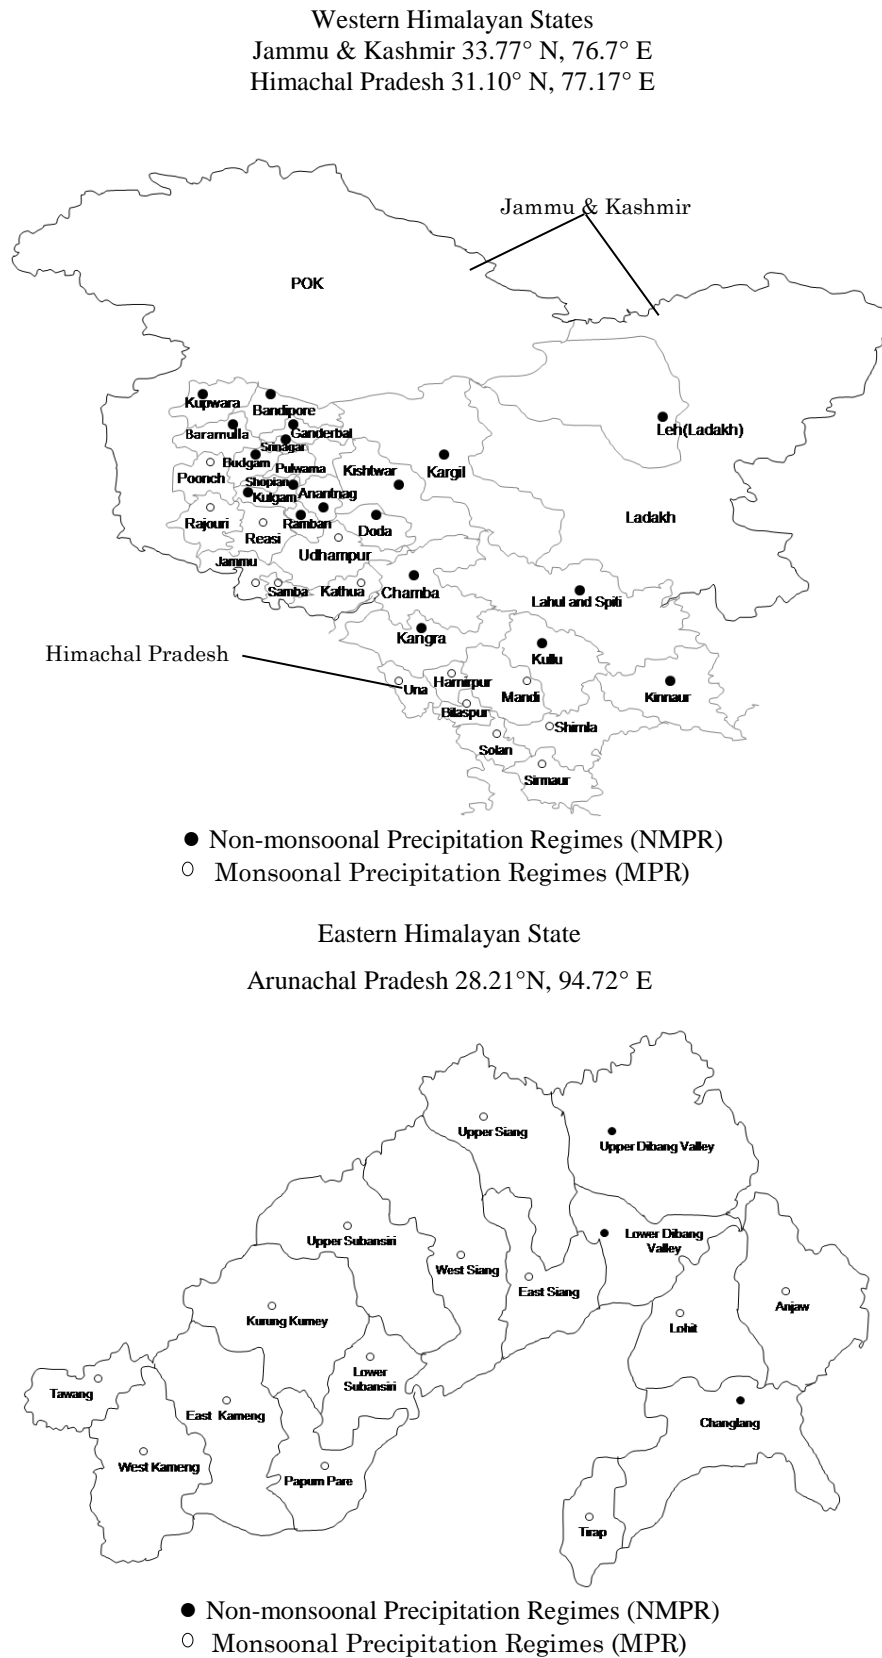 Western Himalayan States
Jammu & Kashmir 33.77° N, 76.7° E
Himachal Pradesh 31.10° N, 77.17° E
Jammu & Kashmir
POK
Kupwara
Bandipore
Baramulla
Ganderbal
Srinagar
Leh(Ladakh)
Budgam
Pulwama
Kishtwar
Kargil
Poonch
Shopian
Kulgam
Anantnag
Ladakh
Rajouri
Reasi
Ramban
Doda
Udhampur
Jammu
Samba
Kathua
Chamba
Lahul and Spiti
Kangra
Himachal Pradesh
Kullu
Una
Hamirpur
Mandi
Kinnaur
Bilaspur
Shimla
Solan
Sirmaur
● Non-monsoonal Precipitation Regimes (NMPR)
○ Monsoonal Precipitation Regimes (MPR)
Eastern Himalayan State
Arunachal Pradesh 28.21°N, 94.72° E
Upper Siang
Upper Dibang Valley
Upper Subansiri
Lower Dibang
Valley
West Siang
East Siang
Anjaw
Kurung Kumey
Lohit
Lower
Subansiri
Tawang
East Kameng
Changlang
West Kameng
Papum Pare
Tirap
● Non-monsoonal Precipitation Regimes (NMPR)
○ Monsoonal Precipitation Regimes (MPR)